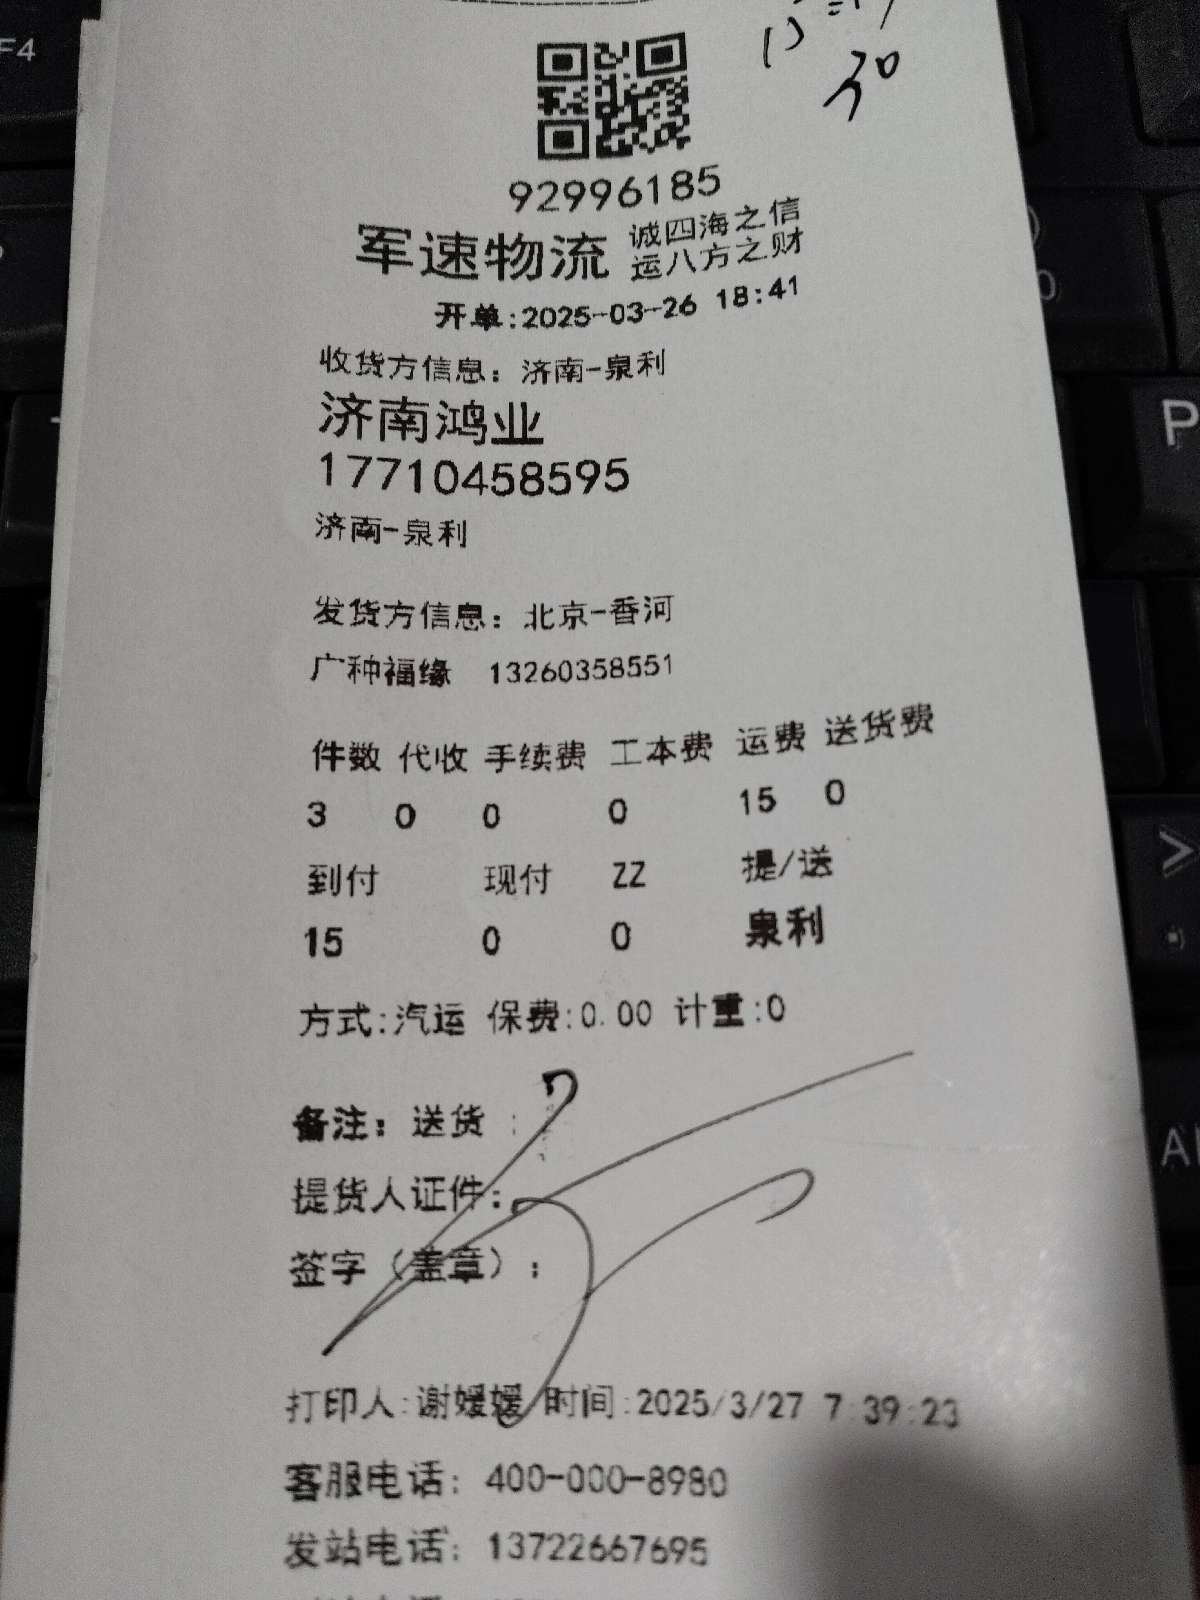 30
92996185
军速物流 诚四海之信
运八方之财
开单:2025-03-26 18:41
收货方信息：济南-泉利
济南鸿业
17710458595
济南-泉利
发货方信息：北京-香河
广种福缘 13260358551
件数 代收 手续费 工本费 运费 送货费
3 0 0 0 15 0
到付 现付 ZZ 提/送
15 0 0 泉利
方式:汽运 保费:0.00 计重:0
备注：送货
提货人证件：
签字（盖章）：
打印人:谢媛媛 时间:2025/3/27 7:39:23
客服电话：400-000-8980
发站电话：13722667695
F4
P